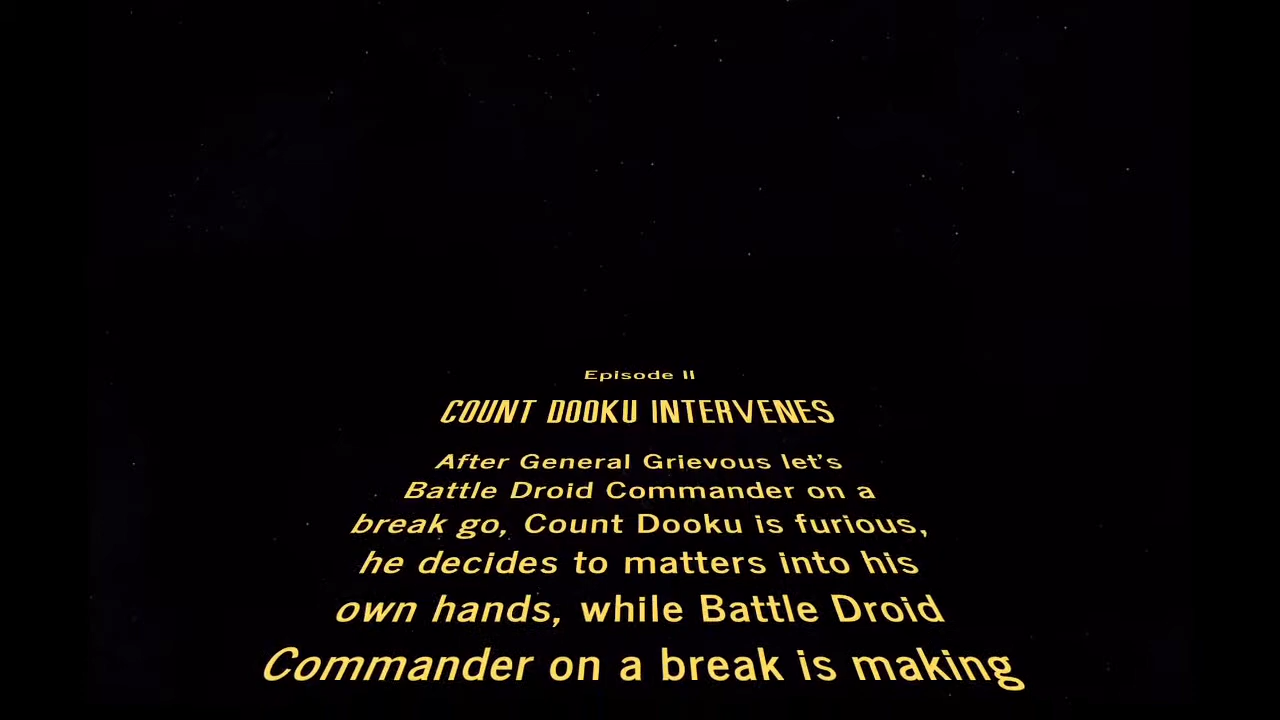 Episode II
COUNT DOOKU INTERVENES
After General Grievous let's
Battle Droid Commander on a
break go, Count Dooku is furious,
he decides to matters into his
own hands, while Battle Droid
Commander on a break is making